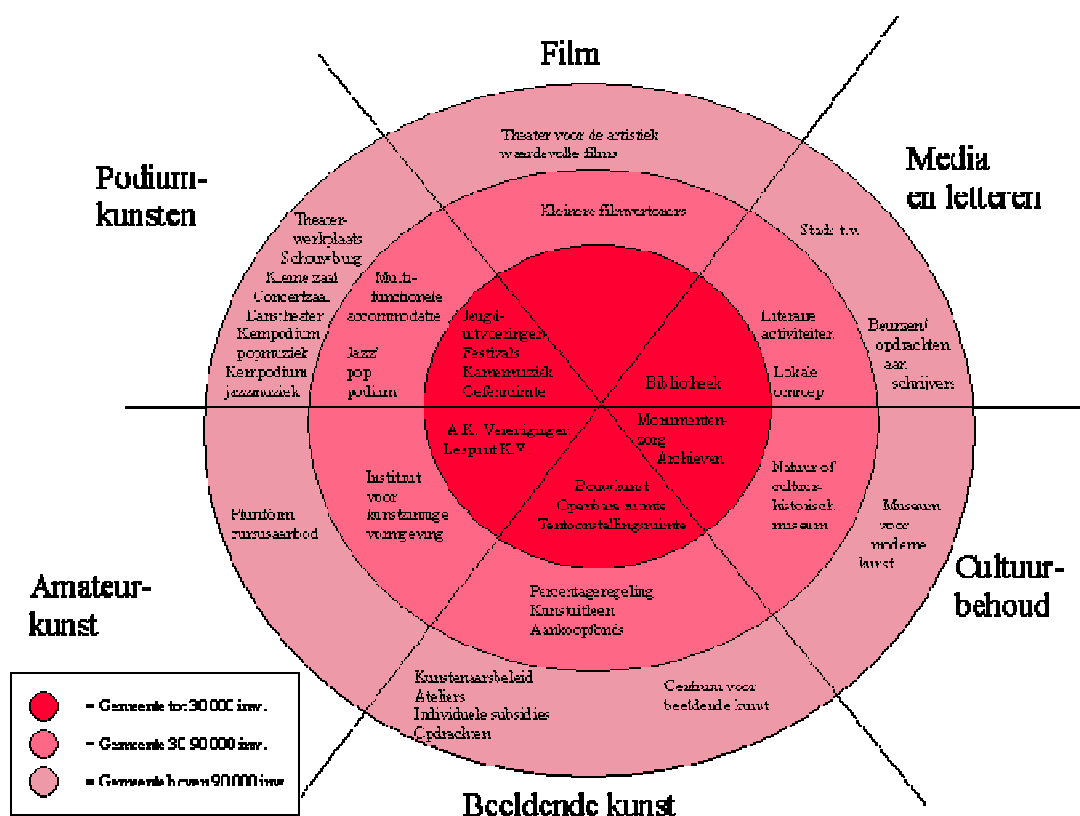 Film
Theater voor de artistiek
waardevolle films
Kleinere filmvertoners
Podium-
kunsten
Theater-
werkplaats
Schouwburg
Kleine zaal
Concertzaal
Danstheater
Kernpodium
popmuziek
Kernpodium
jazzmuziek
Multi-
functionele
accommodatie
Jazz/
pop
podium
Jeugd-
uitvoeringen
Festivals
Kamermuziek
Oefenruimte
Media
en letteren
Stads t.v.
Beurzen/
opdrachten
aan
schrijvers
Literaire
activiteiten
Lokale
omroep
Bibliotheek
Monumenten-
zorg
Archieven
Natuur of
cultuur-
historisch
museum
Museum
voor
moderne
kunst
Cultuur-
behoud
A.K. Verenigingen
Lespunt K.V.
Instituut
voor
kunstzinnige
vormgeving
Pluriform
cursusaanbod
Amateur-
kunst
Bouwkunst
Openbare ruimte
Tentoonstellingsruimte
Percentageregeling
Kunstuitleen
Aankoopfonds
Kunstenaarsbeleid
Ateliers
Individuele subsidies
Opdrachten
Centrum voor
beeldende kunst
Beeldende kunst
= Gemeente tot 30 000 inw.
= Gemeente 30 90 000 inw.
= Gemeente boven 90 000 inw